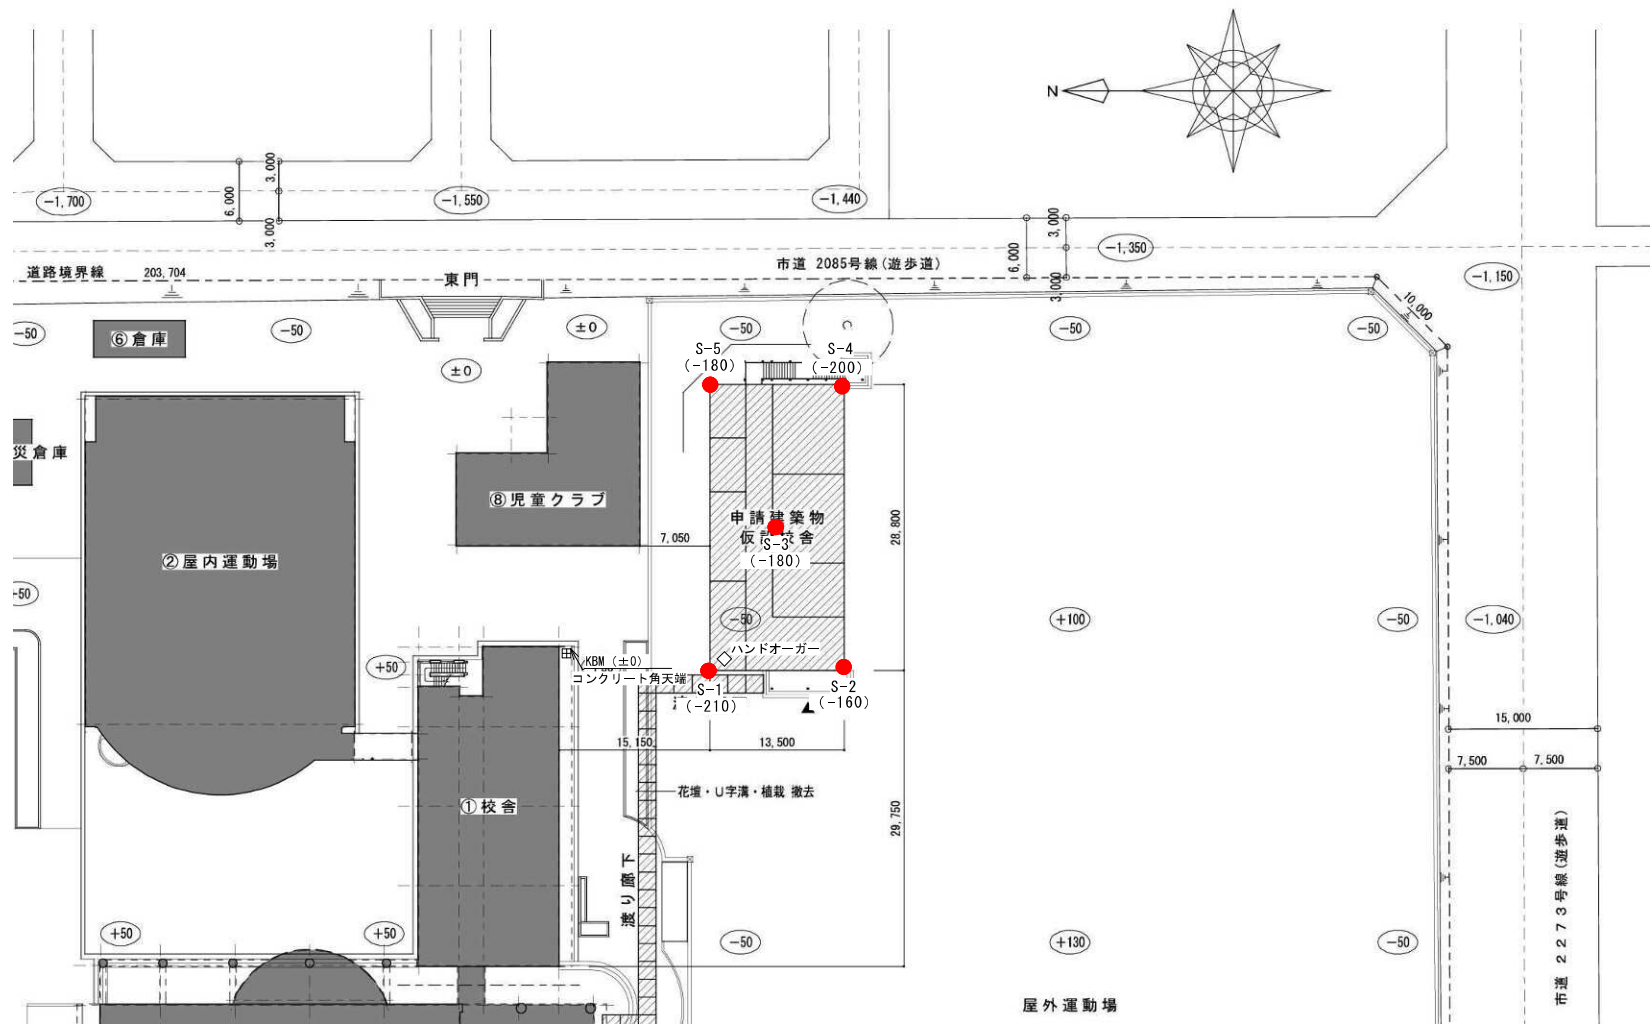 N
3,000
6,000
3,000
-1,700
-1,550
-1,440
6,000
3,000
3,000
-1,350
-1,150
道路境界線
203,704
東門
市道 2085号線(遊歩道)
10,000
-50
⑥倉庫
-50
±0
-50
-50
-50
±0
S-5
(-180)
S-4
(-200)
災倉庫
⑧児童クラブ
申請建築物
仮設校舎
S-3
(-180)
7,050
28,800
②屋内運動場
-50
-50
+100
-50
-1,040
ハンドオーガー
KBM (±0)
コンクリート角天端
+50
S-1
(-210)
S-2
(-160)
15,150
13,500
15,000
7,500
7,500
花壇・U字溝・植栽 撤去
①校舎
29,750
渡り廊下
市道 2273号線(遊歩道)
+50
+50
-50
+130
-50
屋外運動場